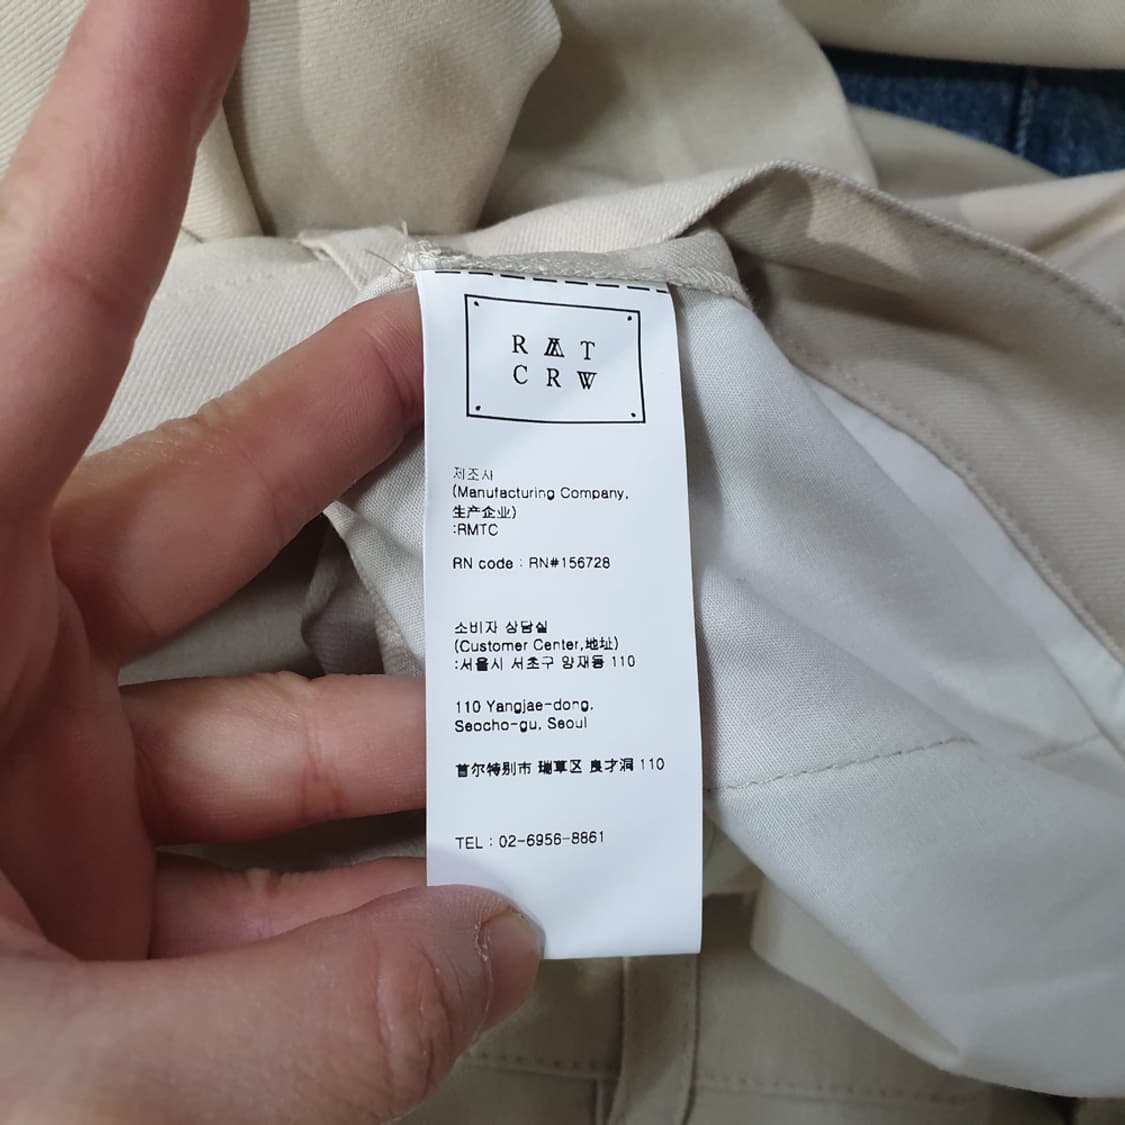 R A T
C R W
제조사
(Manufacturing Company,
生产企业)
:RMTC
RN code : RN#156728
소비자 상담실
(Customer Center,地址)
:서울시 서초구 양재동 110
110 Yangjae-dong,
Seocho-gu, Seoul
首尔特别市 瑞草区 良才洞 110
TEL : 02-6956-8861